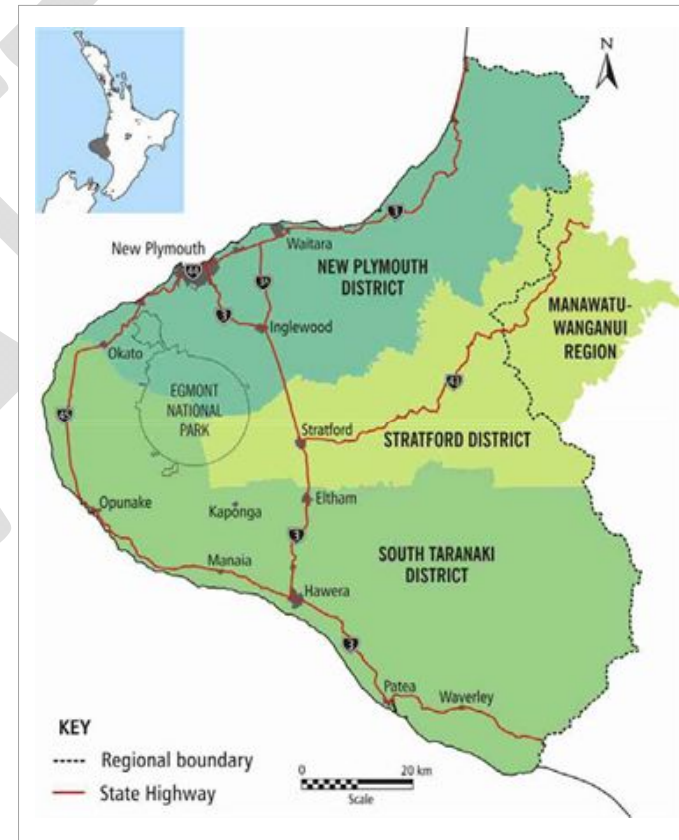 N
3
Waitara
New Plymouth
44
NEW PLYMOUTH
DISTRICT
3A
3
Inglewood
MANAWATU-
WANGANUI
REGION
Okato
EGMONT
NATIONAL
PARK
43
45
Stratford
STRATFORD DISTRICT
Opunake
Kaponga
Eltham
3
SOUTH TARANAKI
DISTRICT
Manaia
Hawera
3
Patea
Waverley
KEY
Regional boundary
State Highway
0
20 km
Scale